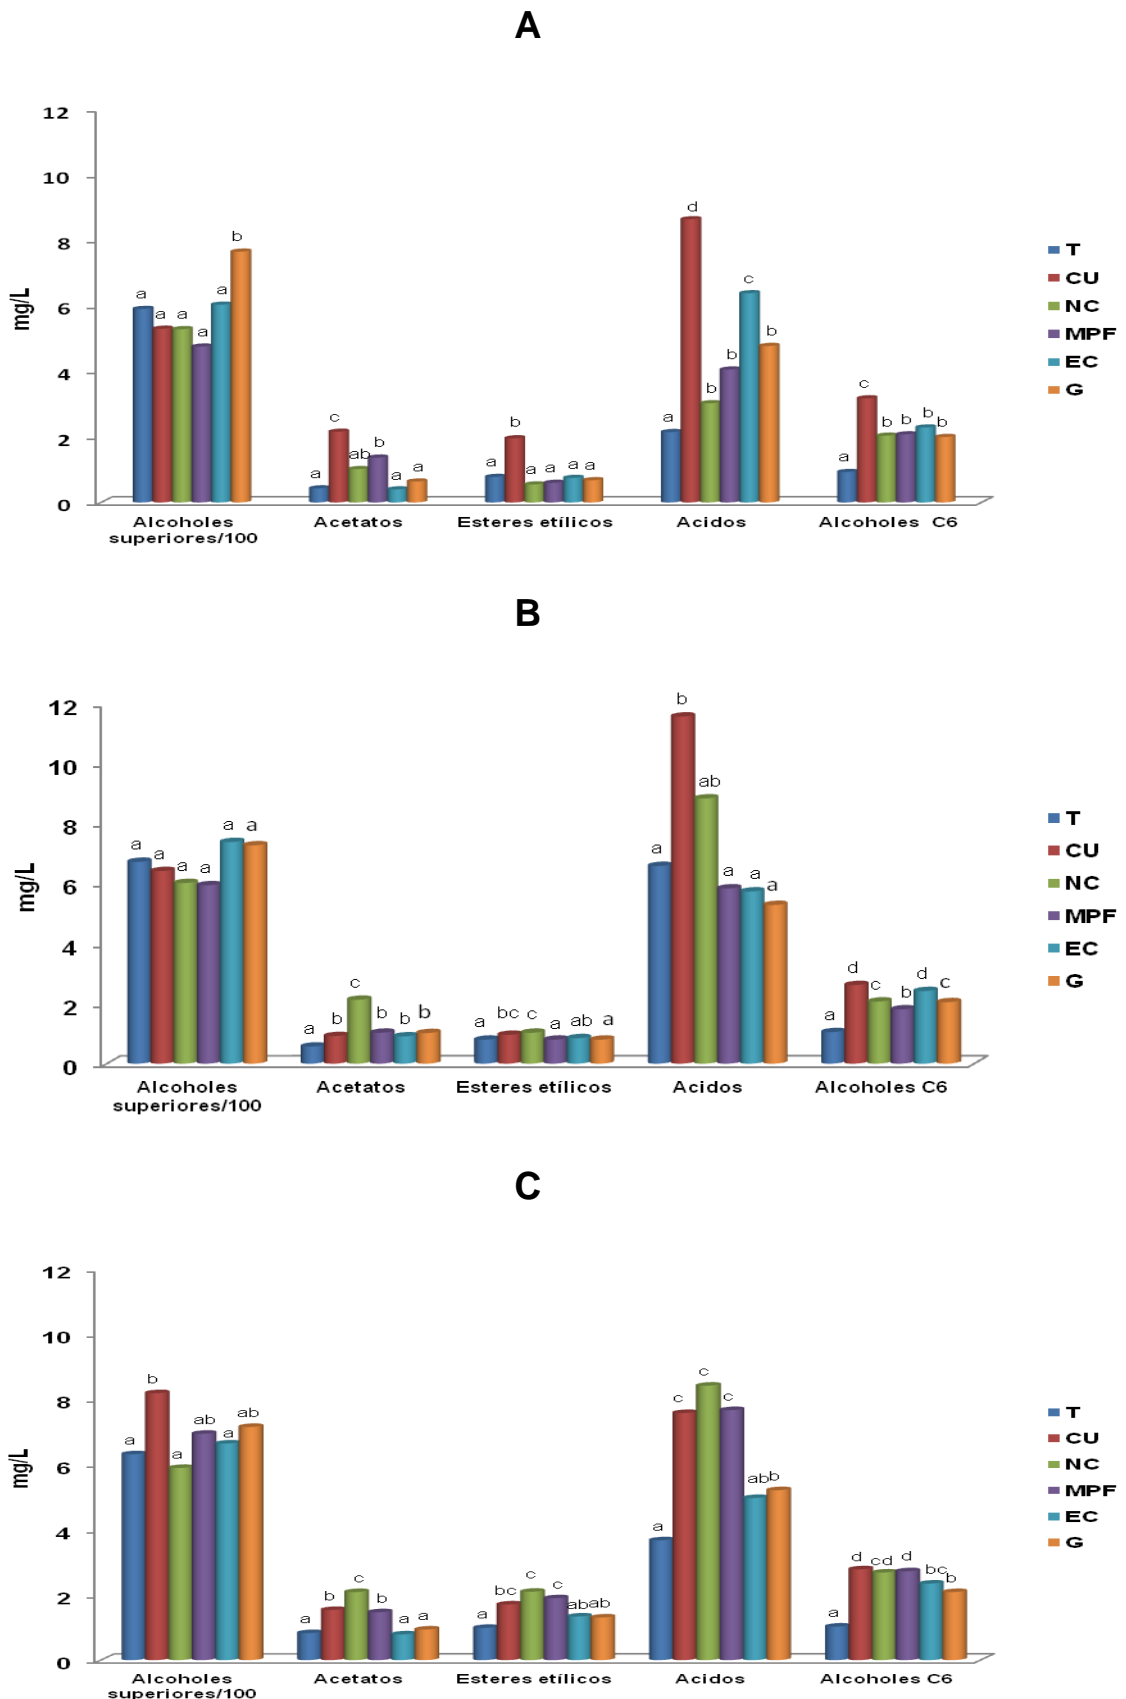 A
12
10
8
6
4
2
0
mg/L
a a a a a b
a c ab b a a
a b a a a a
a d b b c b
a c b b b b
Alcoholes superiores/100
Acetatos
Esteres etílicos
Acidos
Alcoholes C6
T
CU
NC
MPF
EC
G
B
12
10
8
6
4
2
0
mg/L
a a a a a a
a b c b b b
a bc c a ab a
a b ab a a a
a d c b d c
Alcoholes superiores/100
Acetatos
Esteres etílicos
Acidos
Alcoholes C6
T
CU
NC
MPF
EC
G
C
12
10
8
6
4
2
0
mg/L
a b a ab a ab
a b c b a a
a bc c c ab ab
a c c c ab b
a d cd d bc b
Alcoholes superiores/100
Acetatos
Esteres etílicos
Acidos
Alcoholes C6
T
CU
NC
MPF
EC
G